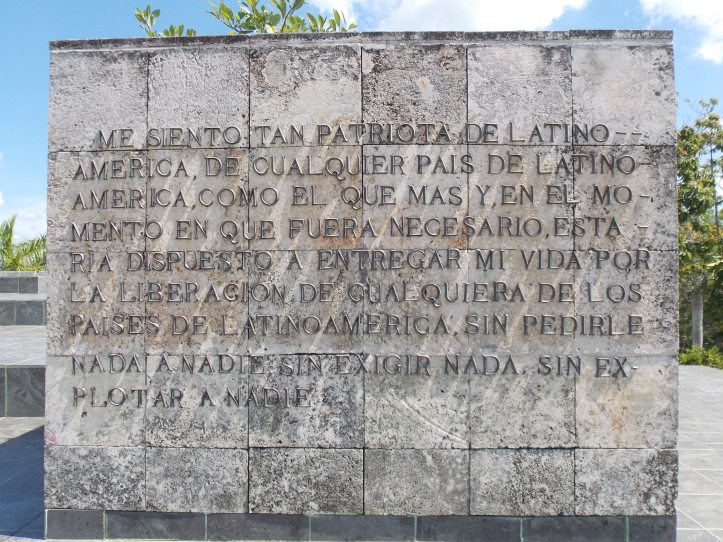 ME SIENTO TAN PATRIOTA DE LATINO--
AMERICA, DE CUALQUIER PAIS DE LATINO-
AMERICA, COMO EL QUE MAS Y, EN EL MO-
MENTO EN QUE FUERA NECESARIO, ESTA -
RIA DISPUESTO A ENTREGAR MI VIDA POR
LA LIBERACION DE CUALQUIERA DE LOS
PAISES DE LATINOAMERICA, SIN PEDIRLE
NADA A NADIE, SIN EXIGIR NADA, SIN EX-
PLOTAR A NADIE